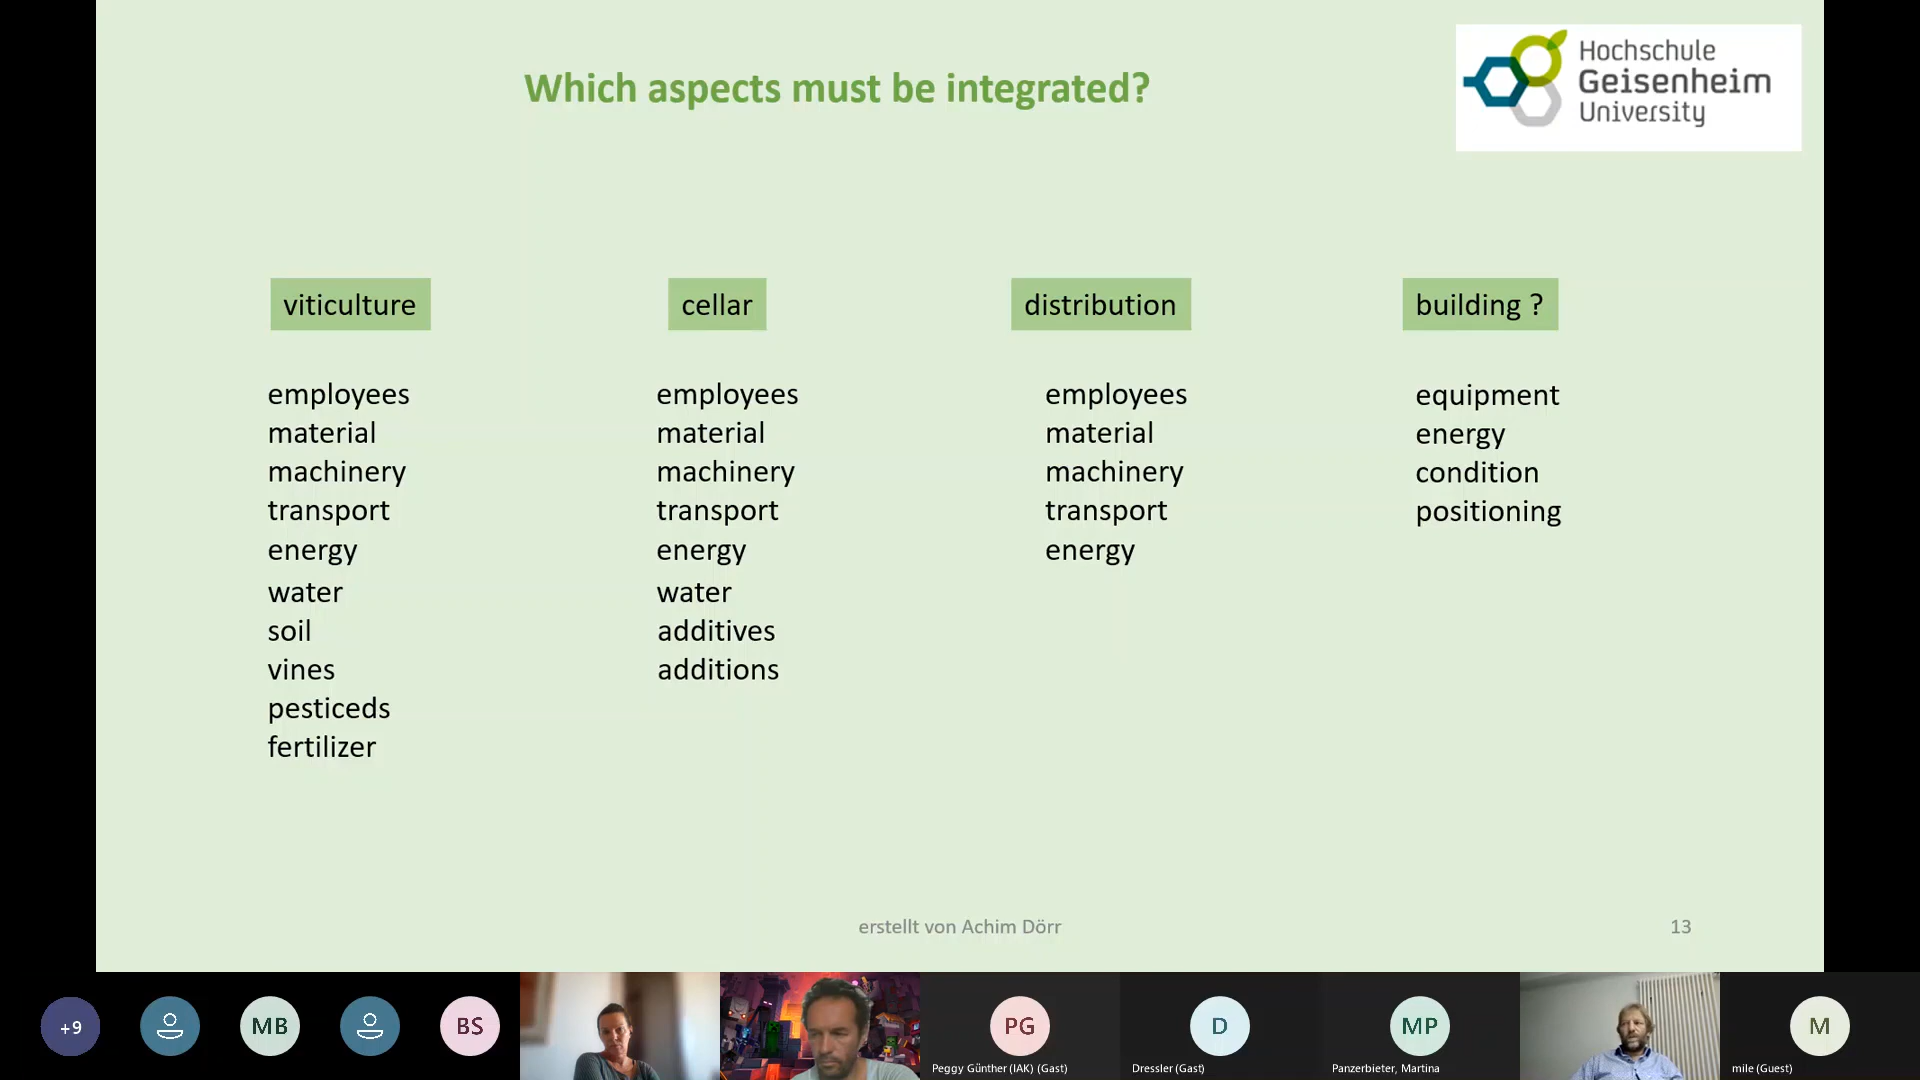 Which aspects must be integrated?
Hochschule
Geisenheim
University
viticulture
employees
material
machinery
transport
energy
water
soil
vines
pesticeds
fertilizer
cellar
employees
material
machinery
transport
energy
water
additives
additions
distribution
employees
material
machinery
transport
energy
building ?
equipment
energy
condition
positioning
erstellt von Achim Dörr
13
+9
MB
BS
PG
Peggy Günther (IAK) (Gast)
D
Dressler (Gast)
MP
Panzerbieter, Martina
M
mile (Guest)